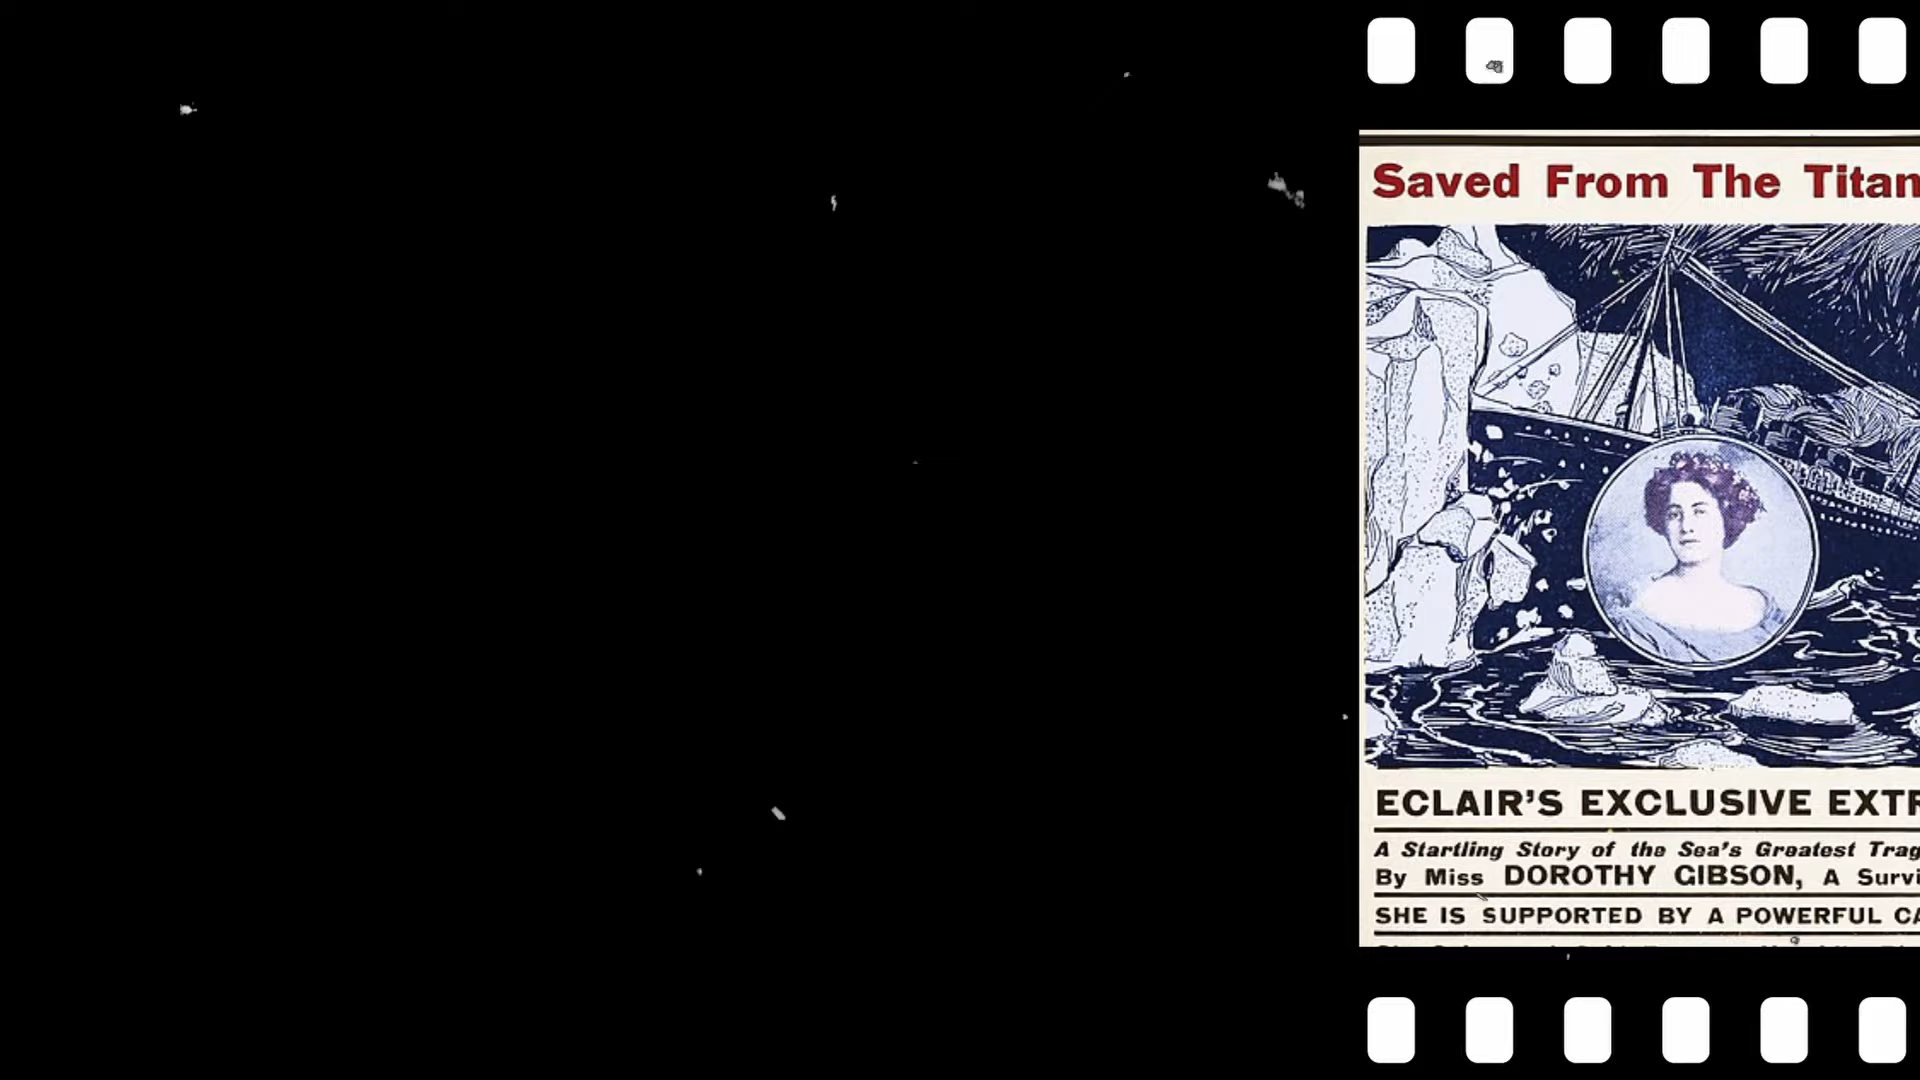 Saved From The Titan
ECLAIR'S EXCLUSIVE EXTR
A Startling Story of the Sea's Greatest Trag
By Miss DOROTHY GIBSON, A Survi
SHE IS SUPPORTED BY A POWERFUL CA